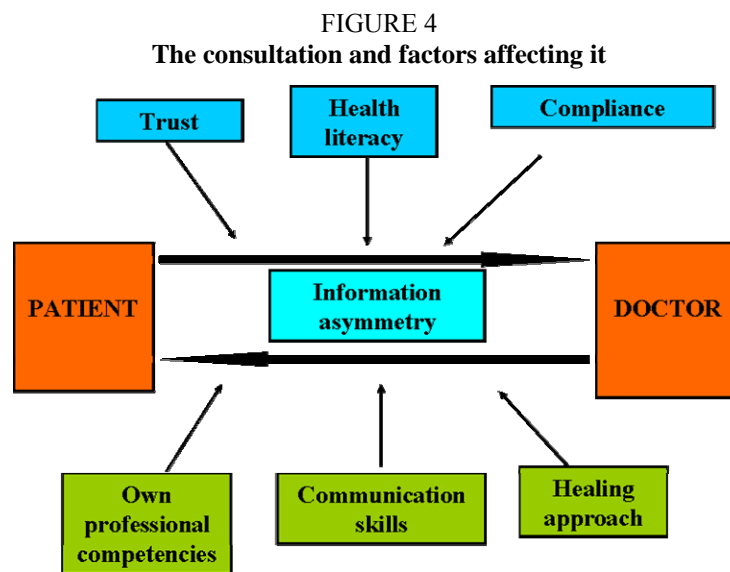 FIGURE 4
The consultation and factors affecting it
Trust
Health
literacy
Compliance
PATIENT
Information
asymmetry
DOCTOR
Own
professional
competencies
Communication
skills
Healing
approach